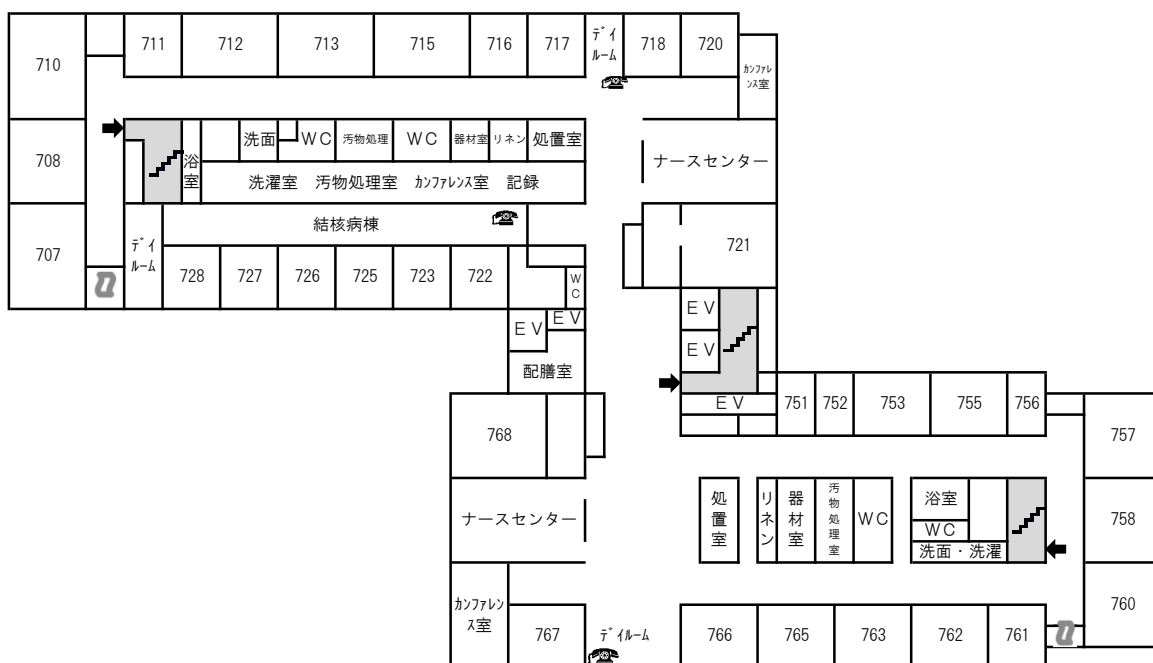 710
711
712
713
715
716
717
ﾃﾞｲ
ﾙｰﾑ
718
720
ｶﾝﾌｧﾚ
ﾝｽ室
708
浴
室
洗面
ＷＣ
汚物処理
ＷＣ
器材室
リネン
処置室
洗濯室　汚物処理室　ｶﾝﾌｧﾚﾝｽ室　記録
ナースセンター
707
ﾃﾞｲ
ﾙｰﾑ
結核病棟
728
727
726
725
723
722
Ｗ
Ｃ
721
ＥＶ
ＥＶ
ＥＶ
ＥＶ
配膳室
ＥＶ
751
752
753
755
756
757
768
ナースセンター
処
置
室
リ
ネ
ン
器
材
室
汚
物
処
理
室
ＷＣ
浴室
ＷＣ
洗面・洗濯
758
ｶﾝﾌｧﾚﾝ
ｽ室
767
ﾃﾞｲﾙｰﾑ
766
765
763
762
761
760